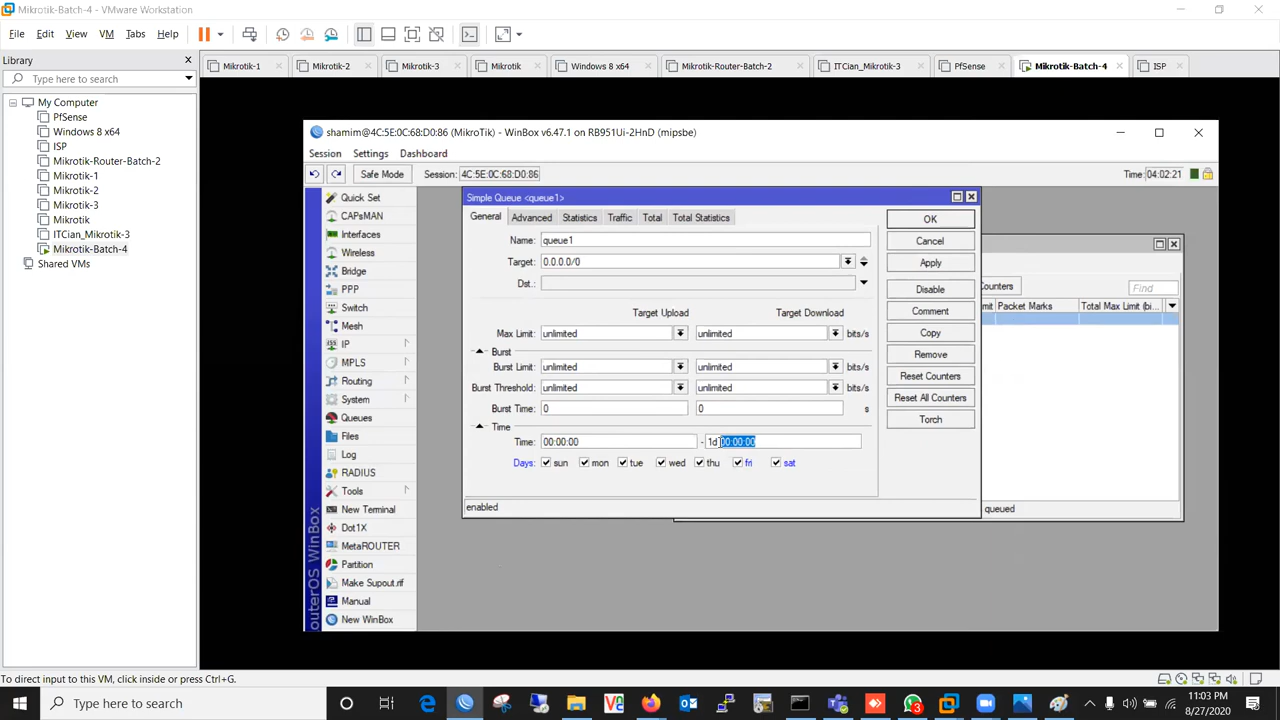 Mikrotik-Batch-4 - VMware Workstation
File Edit View VM Tabs Help
Library
Type here to search
My Computer
PfSense
Windows 8 x64
ISP
Mikrotik-Router-Batch-2
Mikrotik-1
Mikrotik-2
Mikrotik-3
Mikrotik
ITCian_Mikrotik-3
Mikrotik-Batch-4
Shared VMs
Mikrotik-1 Mikrotik-2 Mikrotik-3 Mikrotik Windows 8 x64 Mikrotik-Router-Batch-2 ITCian_Mikrotik-3 PfSense Mikrotik-Batch-4 ISP
shamim@4C:5E:0C:68:D0:86 (MikroTik) - WinBox v6.47.1 on RB951Ui-2HnD (mipsbe)
Session Settings Dashboard
Safe Mode Session: 4C:5E:0C:68:D0:86 Time: 04:02:21
Quick Set
CAPsMAN
Interfaces
Wireless
Bridge
PPP
Switch
Mesh
IP
MPLS
Routing
System
Queues
Files
Log
RADIUS
Tools
New Terminal
Dot1X
MetaROUTER
Partition
Make Supout.rif
Manual
New WinBox
RouterOS WinBox
Simple Queue <queue1>
General Advanced Statistics Traffic Total Total Statistics
Name: queue1
Target: 0.0.0.0/0
Dst.:
Target Upload Target Download
Max Limit: unlimited unlimited bits/s
Burst
Burst Limit: unlimited unlimited bits/s
Burst Threshold: unlimited unlimited bits/s
Burst Time: 0 0 s
Time
Time: 00:00:00 - 1d 00:00:00
Days: sun mon tue wed thu fri sat
enabled
OK
Cancel
Apply
Disable
Comment
Copy
Remove
Reset Counters
Reset All Counters
Torch
Counters Find
Packet Marks Total Max Limit (bi...
queued
To direct input to this VM, click inside or press Ctrl+G.
Type here to search
3
11:03 PM
8/27/2020